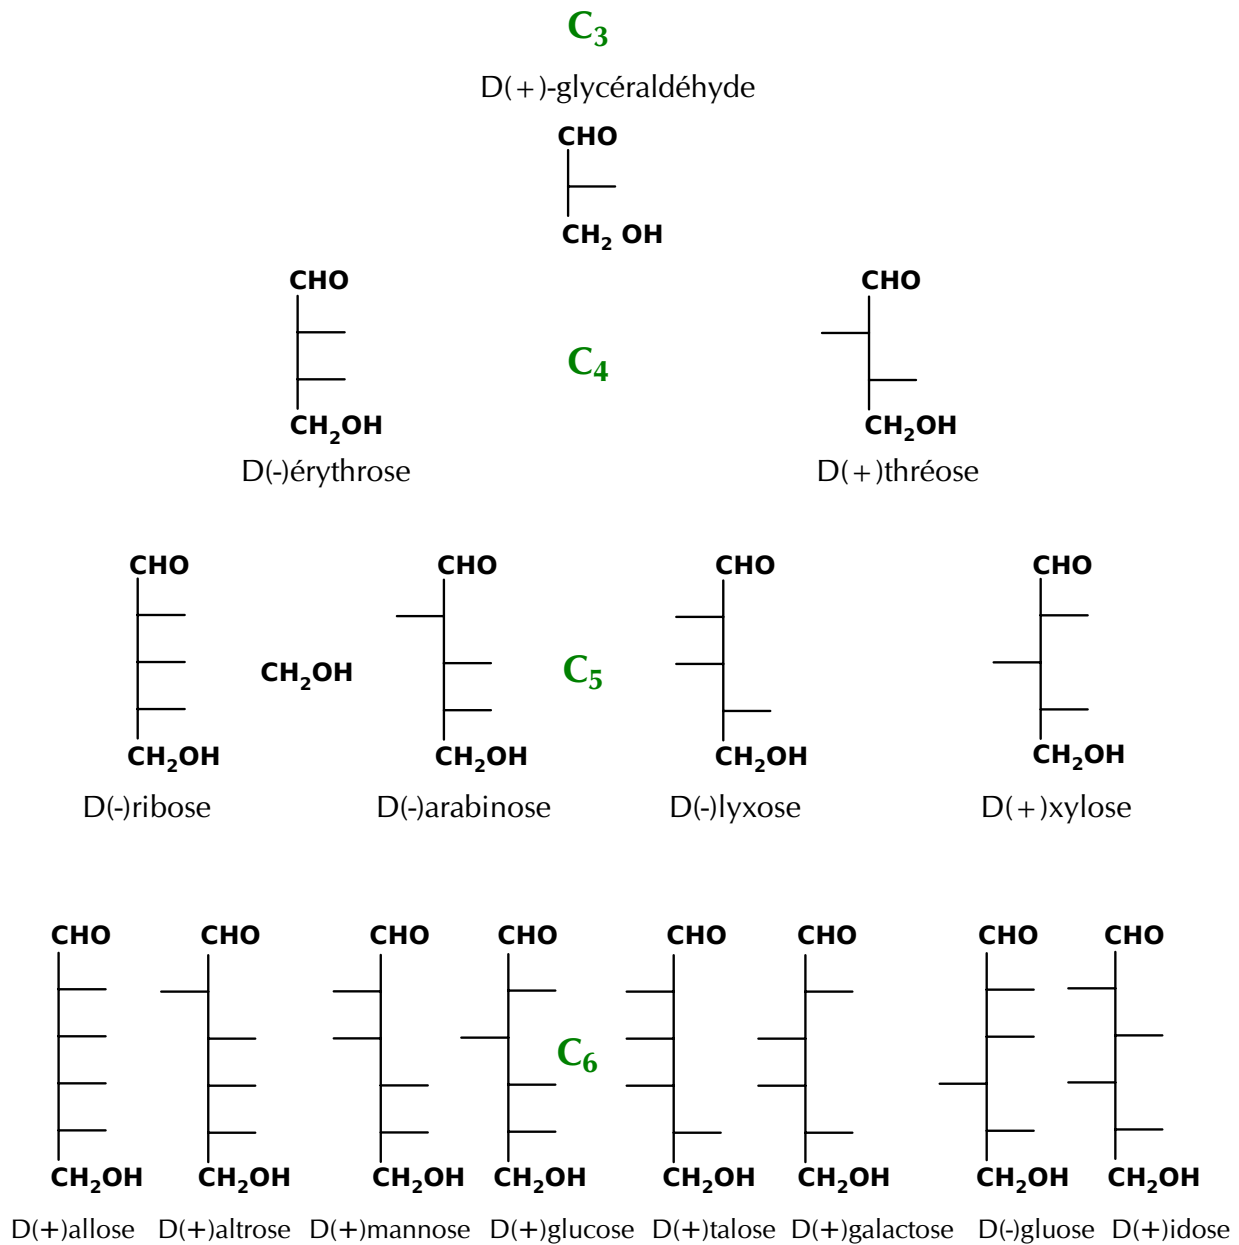 C3
D(+)-glycéraldéhyde
CHO
CH2 OH
CHO CHO
C4
CH2OH CH2OH
D(-)érythrose D(+)thréose
CHO CHO CHO CHO
CH2OH C5
CH2OH CH2OH CH2OH CH2OH
D(-)ribose D(-)arabinose D(-)lyxose D(+)xylose
CHO CHO CHO CHO CHO CHO CHO CHO
C6
CH2OH CH2OH CH2OH CH2OH CH2OH CH2OH CH2OH CH2OH
D(+)allose D(+)altrose D(+)mannose D(+)glucose D(+)talose D(+)galactose D(-)gluose D(+)idose